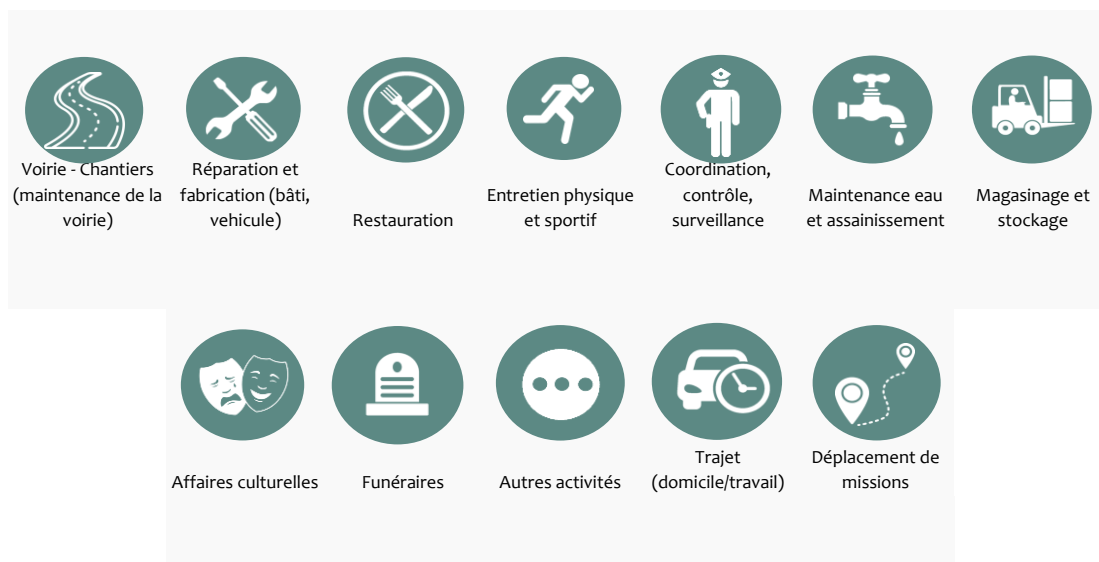 Voirie - Chantiers
(maintenance de la
voirie)
Réparation et
fabrication (bâti,
vehicule)
Restauration
Entretien physique
et sportif
Coordination,
contrôle,
surveillance
Maintenance eau
et assainissement
Magasinage et
stockage
Affaires culturelles
Funéraires
Autres activités
Trajet
(domicile/travail)
Déplacement de
missions